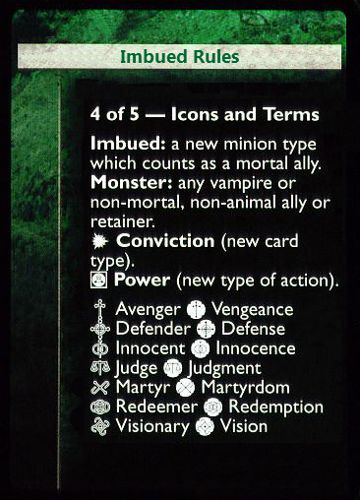 Imbued Rules
4 of 5 — Icons and Terms
Imbued: a new minion type
which counts as a mortal ally.
Monster: any vampire or
non-mortal, non-animal ally or
retainer.
Conviction (new card
type).
Power (new type of action).
Avenger Vengeance
Defender Defense
Innocent Innocence
Judge Judgment
Martyr Martyrdom
Redeemer Redemption
Visionary Vision